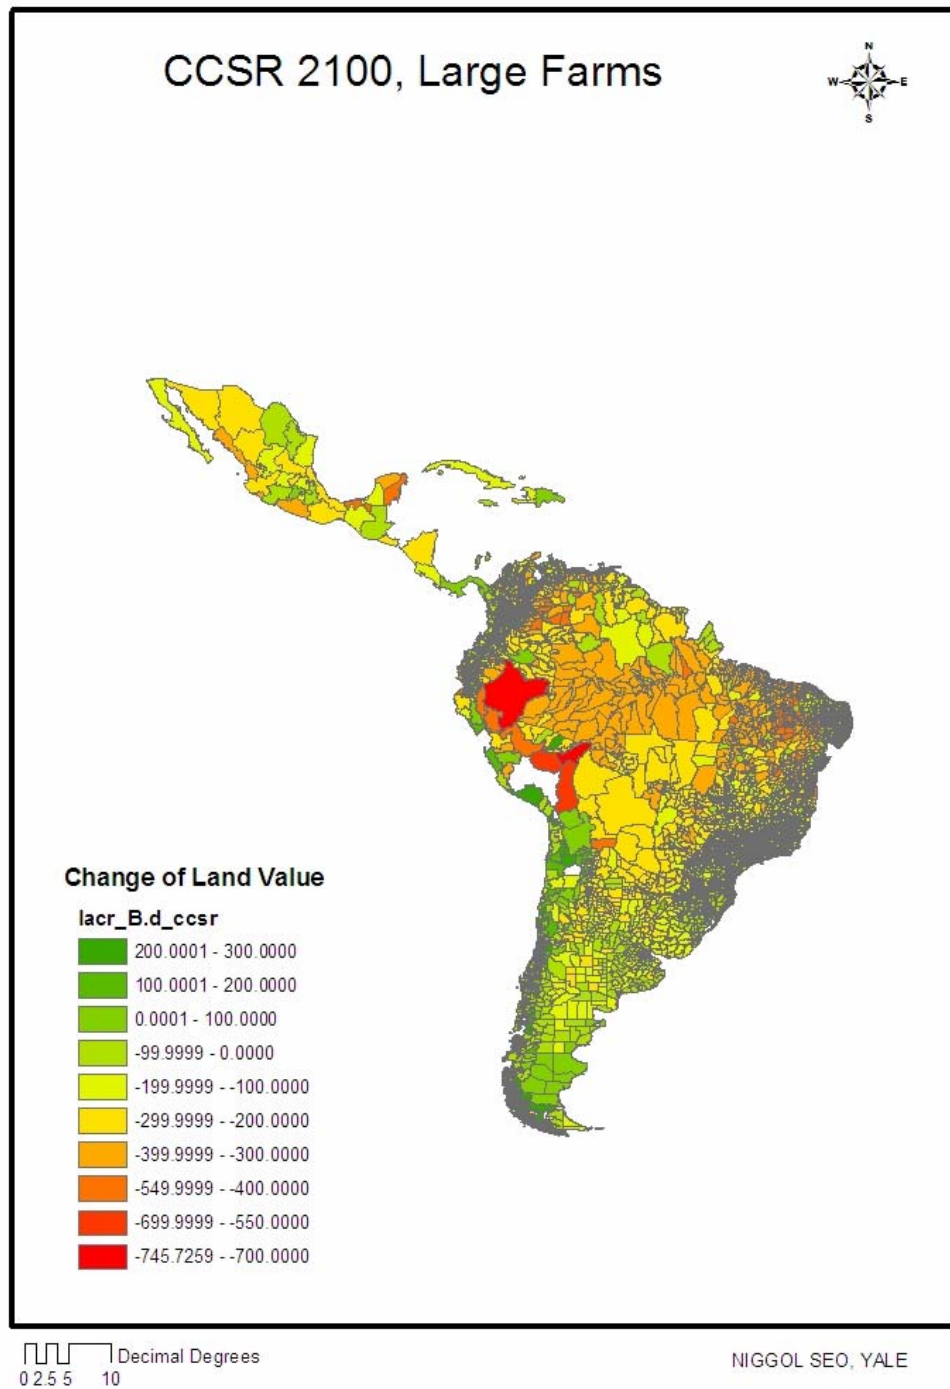 CCSR 2100, Large Farms
N
W E
S
Change of Land Value
lacr_B.d_ccsr
200.0001 - 300.0000
100.0001 - 200.0000
0.0001 - 100.0000
-99.9999 - 0.0000
-199.9999 - -100.0000
-299.9999 - -200.0000
-399.9999 - -300.0000
-549.9999 - -400.0000
-699.9999 - -550.0000
-745.7259 - -700.0000
Decimal Degrees
0 2.5 5 10
NIGGOL SEO, YALE